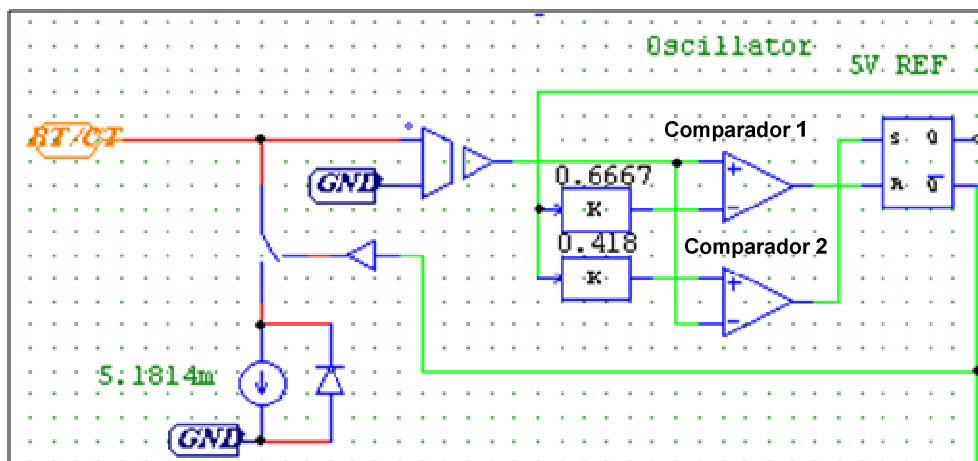 Oscillator
5V REF
RT/CT
Comparador 1
GND
0.6667
K
S Q
R Q
0.418
K
Comparador 2
5.1814m
GND